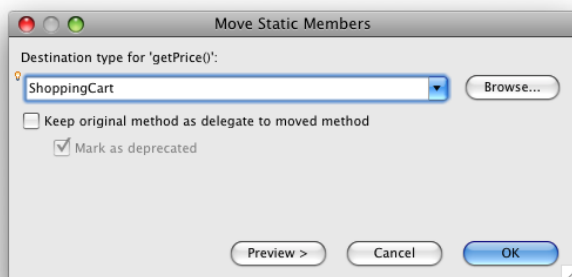 Move Static Members
Destination type for 'getPrice()':
ShoppingCart
Browse...
Keep original method as delegate to moved method
Mark as deprecated
Preview >
Cancel
OK